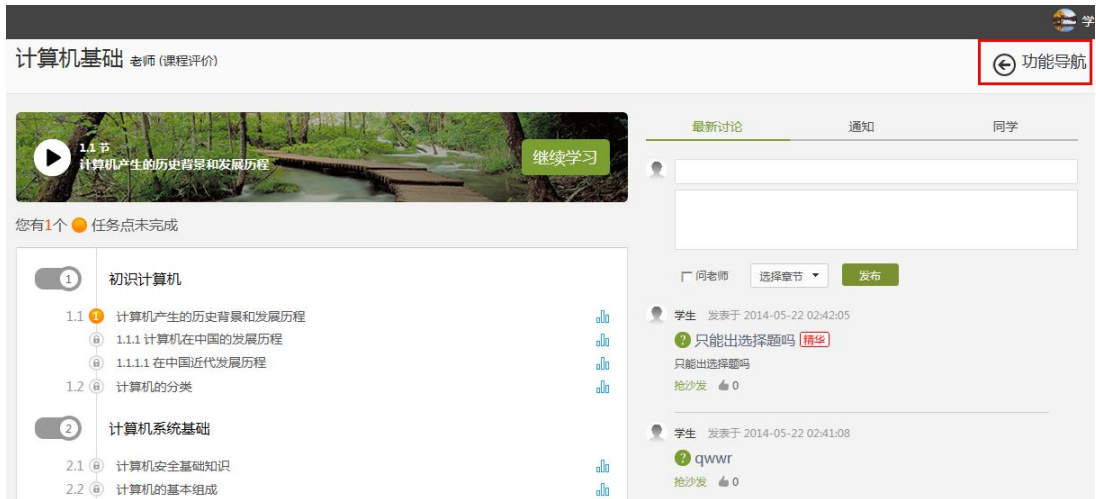 学
计算机基础 老师 (课程评价)
功能导航
1.1 节
计算机产生的历史背景和发展历程
继续学习
您有1个 任务点未完成
1 初识计算机
1.1 1 计算机产生的历史背景和发展历程
1.1.1 计算机在中国的发展历程
1.1.1.1 在中国近代发展历程
1.2 计算机的分类
2 计算机系统基础
2.1 计算机安全基础知识
2.2 计算机的基本组成
最新讨论 通知 同学
问老师 选择章节 发布
学生 发表于 2014-05-22 02:42:05
? 只能出选择题吗 精华
只能出选择题吗
抢沙发 0
学生 发表于 2014-05-22 02:41:08
? qwwr
抢沙发 0